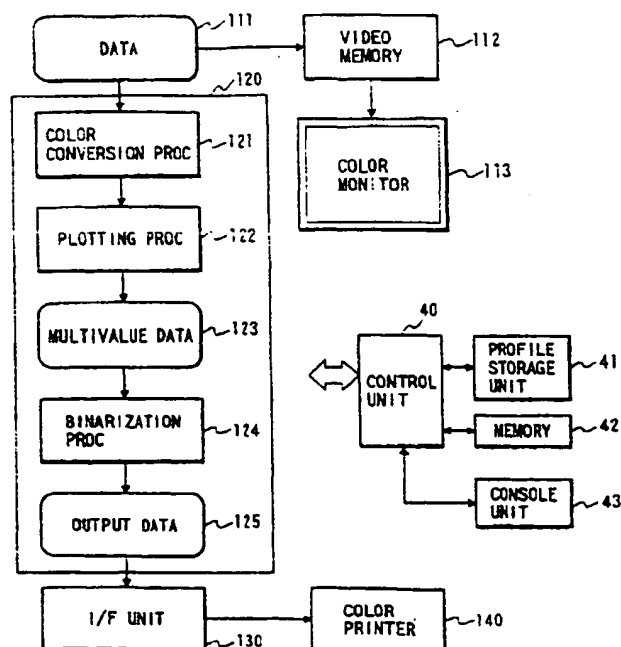 111
DATA
VIDEO
MEMORY
112
120
COLOR
CONVERSION PROC
121
COLOR
MONITOR
113
PLOTTING PROC
122
MULTIVALUE DATA
123
40
CONTROL
UNIT
PROFILE
STORAGE
UNIT
41
MEMORY
42
BINARIZATION
PROC
124
CONSOLE
UNIT
43
OUTPUT DATA
125
I/F UNIT
130
COLOR
PRINTER
140